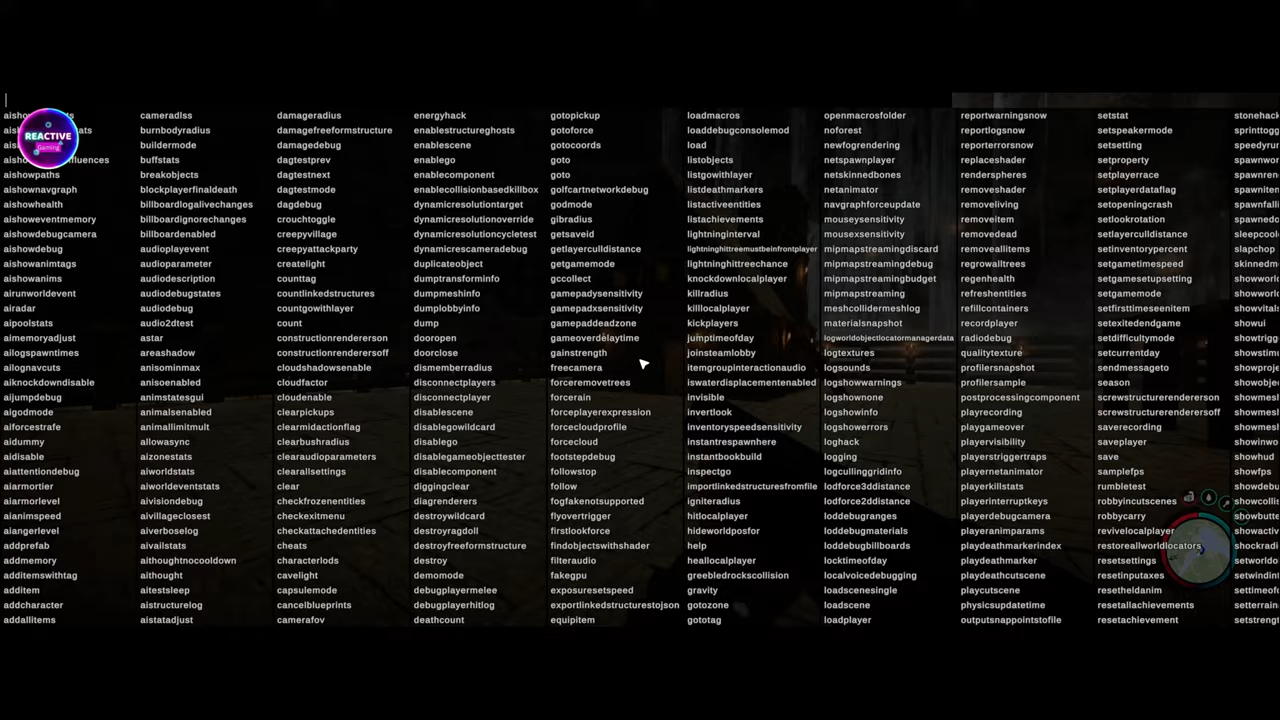 REACTIVE
Gaming
aishowpaths
aishownavgraph
aishowhealth
aishoweventmemory
aishowdebugcamera
aishowdebug
aishowanimtags
aishowanims
airunworldevent
airadar
aipoolstats
aimemoryadjust
ailogspawntimes
ailognavcuts
aiknockdowndisable
aijumpdebug
aigodmode
aiforcestrafe
aidummy
aidisable
aiattentiondebug
aiarmortier
aiarmorlevel
aianimspeed
aiangerlevel
addprefab
addmemory
additemswithtag
additem
addcharacter
addallitems
cameradlss
burnbodyradius
buildermode
buffstats
breakobjects
blockplayerfinaldeath
billboardlogalivechanges
billboardignorechanges
billboardenabled
audioplayevent
audioparameter
audiodescription
audiodebugstates
audiodebug
audio2dtest
astar
areashadow
anisominmax
anisoenabled
animstatesgui
animalsenabled
animallimitmult
allowasync
aizonestats
aiworldstats
aiworldeventstats
aivisiondebug
aivillageclosest
aiverboselog
aivailstats
aithoughtnocooldown
aithought
aitestsleep
aistructurelog
aistatadjust
damageradius
damagefreeformstructure
damagedebug
dagtestprev
dagtestnext
dagtestmode
dagdebug
crouchtoggle
creepyvillage
creepyattackparty
createlight
counttag
countlinkedstructures
countgowithlayer
count
constructionrendererson
constructionrenderersoff
cloudshadowsenable
cloudfactor
cloudenable
clearpickups
clearmidactionflag
clearbushradius
clearaudioparameters
clearallsettings
clear
checkfrozenentities
checkexitmenu
checkattachedentities
cheats
characterlods
cavelight
capsulemode
cancelblueprints
camerafov
energyhack
enablestructureghosts
enablescene
enablego
enablecomponent
enablecollisionbasedkillbox
dynamicresolutiontarget
dynamicresolutionoverride
dynamicresolutioncycletest
dynamicrescameradebug
duplicateobject
dumptransforminfo
dumpmeshinfo
dumplobbyinfo
dump
dooropen
doorclose
dismemberradius
disconnectplayers
disconnectplayer
disablescene
disablegowildcard
disablego
disablegameobjecttester
disablecomponent
diggingclear
diagrenderers
destroywildcard
destroyragdoll
destroyfreeformstructure
destroy
demomode
debugplayermelee
debugplayerhitlog
deathcount
gotopickup
gotoforce
gotocoords
goto
goto
golfcartnetworkdebug
godmode
gibradius
getsaveid
getlayerculldistance
getgamemode
gccollect
gamepadysensitivity
gamepadxsensitivity
gamepaddeadzone
gameoverdelaytime
gainstrength
freecamera
forceremovetrees
forcerain
forceplayerexpression
forcecloudprofile
forcecloud
footstepdebug
followstop
follow
fogfakenotsupported
flyovertrigger
firstlookforce
findobjectswithshader
filteraudio
fakegpu
exposuresetspeed
exportlinkedstructurestojson
equipitem
loadmacros
loaddebugconsolemod
load
listobjects
listgowithlayer
listdeathmarkers
listactiveentities
listachievements
lightninginterval
lightninghittreemustbeinfrontplayer
lightninghittreechance
knockdownlocalplayer
killradius
killlocalplayer
kickplayers
jumptimeofday
joinsteamlobby
itemgroupinteractionaudio
iswaterdisplacementenabled
invisible
invertlook
inventoryspeedsensitivity
instantrespawnhere
instantbookbuild
inspectgo
importlinkedstructuresfromfile
igniteradius
hitlocalplayer
hideworldposfor
help
heallocalplayer
greebledrockscollision
gravity
gotozone
gototag
openmacrosfolder
noforest
newfogrendering
netspawnplayer
netskinnedbones
netanimator
navgraphforceupdate
mouseysensitivity
mousexsensitivity
mipmapstreamingdiscard
mipmapstreamingdebug
mipmapstreamingbudget
mipmapstreaming
meshcollidermeshlog
materialsnapshot
logworldobjectlocatormanagerdata
logtextures
logsounds
logshowwarnings
logshownone
logshowinfo
logshowerrors
loghack
logging
logcullinggridinfo
lodforce3ddistance
lodforce2ddistance
loddebugranges
loddebugmaterials
loddebugbillboards
locktimeofday
localvoicedebugging
loadscenesingle
loadscene
loadplayer
reportwarningsnow
reportlogsnow
reporterrorsnow
replaceshader
renderspheres
removeshader
removeliving
removeitem
removedead
removeallitems
regrowalltrees
regenhealth
refreshentities
refillcontainers
recordplayer
radiodebug
qualitytexture
profilersnapshot
profilersample
postprocessingcomponent
playrecording
playgameover
playervisibility
playertriggertraps
playernetanimator
playerkillstats
playerinterruptkeys
playerdebugcamera
playeranimparams
playdeathmarkerindex
playdeathmarker
playdeathcutscene
playcutscene
physicsupdatetime
outputsnappointstofile
setstat
setspeakermode
setsetting
setproperty
setplayerrace
setplayerdataflag
setopeningcrash
setlookrotation
setlayerculldistance
setinventorypercent
setgametimespeed
setgamesetupsetting
setgamemode
setfirsttimeseenitem
setexitedendgame
setdifficultymode
setcurrentday
sendmessageto
season
screwstructurerendererson
screwstructurerenderersoff
saverecording
saveplayer
save
samplefps
rumbletest
robbyincutscenes
robbycarry
revivelocalplayer
restoreallworldlocators
resetsettings
resetinputaxes
resetheldanim
resetallachievements
resetachievement